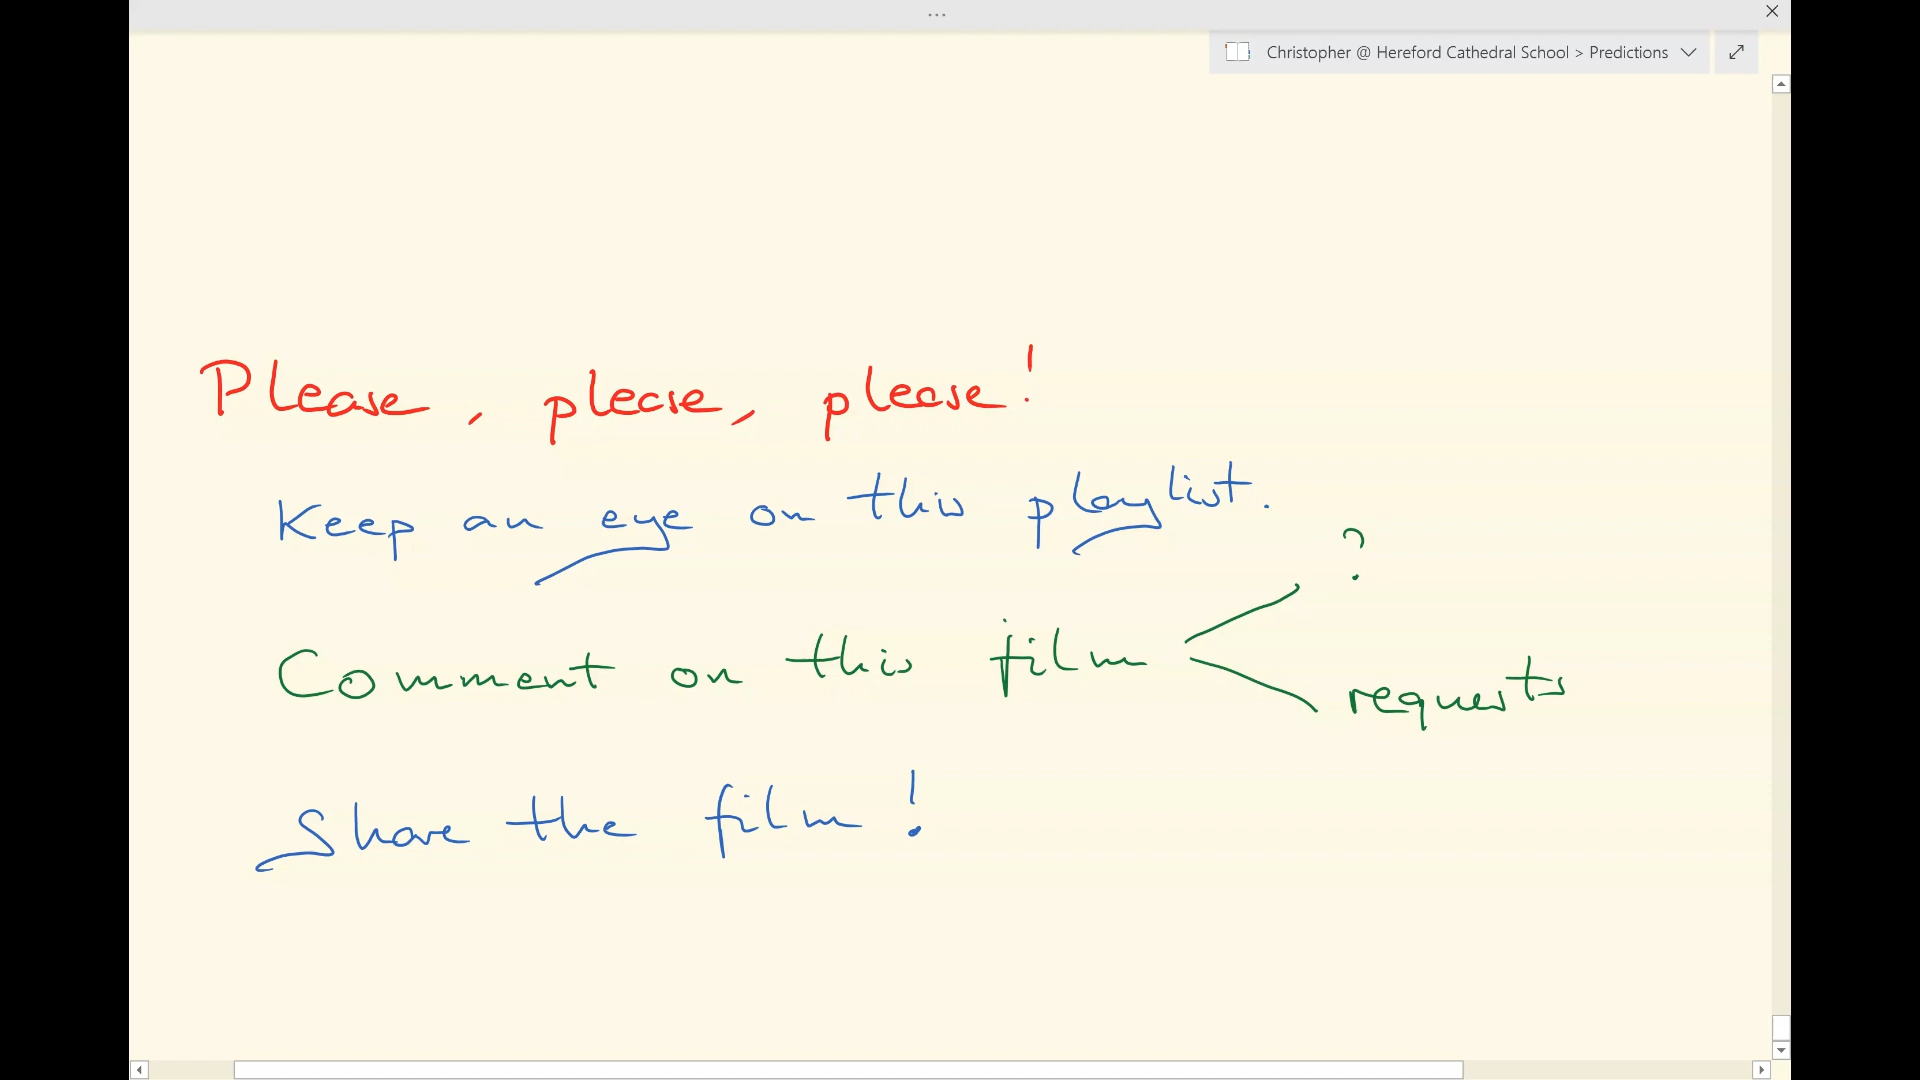 ...
Christopher @ Hereford Cathedral School > Predictions
Please, please, please!
Keep an eye on this playlist.
?
Comment on this film
requests
Share the film!